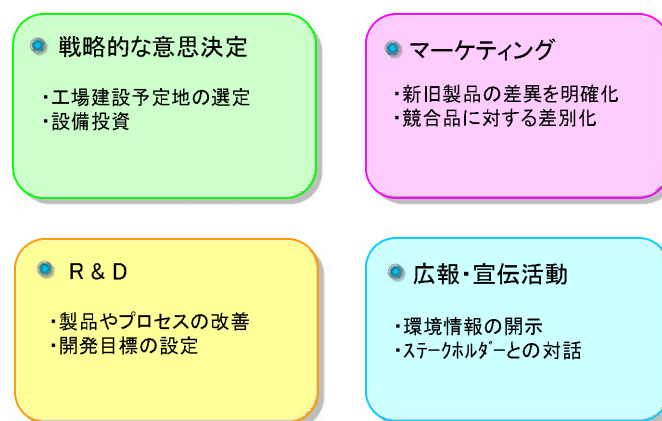 戦略的な意思決定
・工場建設予定地の選定
・設備投資
マーケティング
・新旧製品の差異を明確化
・競合品に対する差別化
R&D
・製品やプロセスの改善
・開発目標の設定
広報・宣伝活動
・環境情報の開示
・ｽﾃｰｸﾎﾙﾀﾞｰとの対話